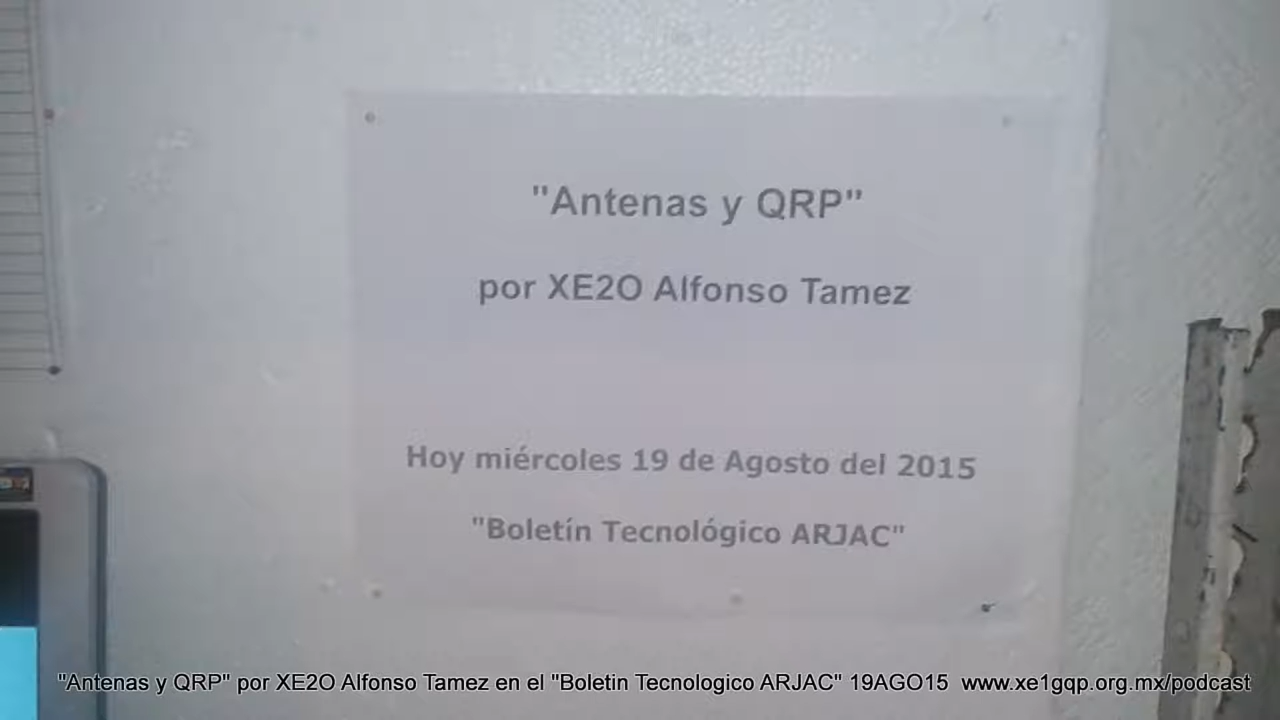 "Antenas y QRP"
por XE2O Alfonso Tamez
Hoy miércoles 19 de Agosto del 2015
"Boletín Tecnológico ARJAC"
"Antenas y QRP" por XE2O Alfonso Tamez en el "Boletin Tecnologico ARJAC" 19AGO15 www.xe1gqp.org.mx/podcast